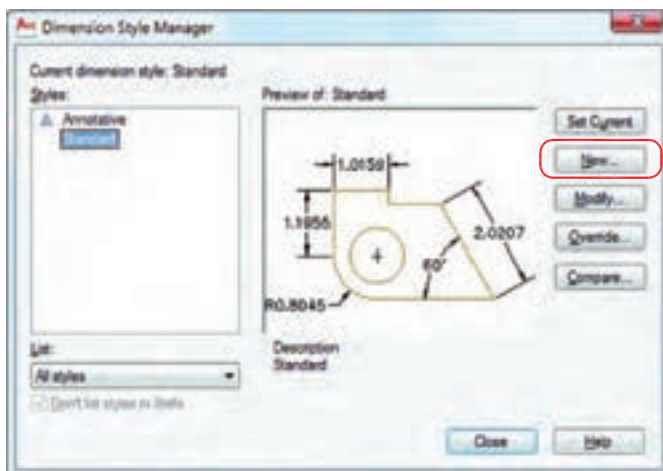 Dimension Style Manager
Current dimension style: Standard
Styles:
Annotative
Standard
Preview of: Standard
1.0159
1.1955
2.0207
60°
R0.8045
Set Current
New...
Modify...
Override...
Compare...
List:
All styles
Don't list styles in Xrefs
Description
Standard
Close
Help